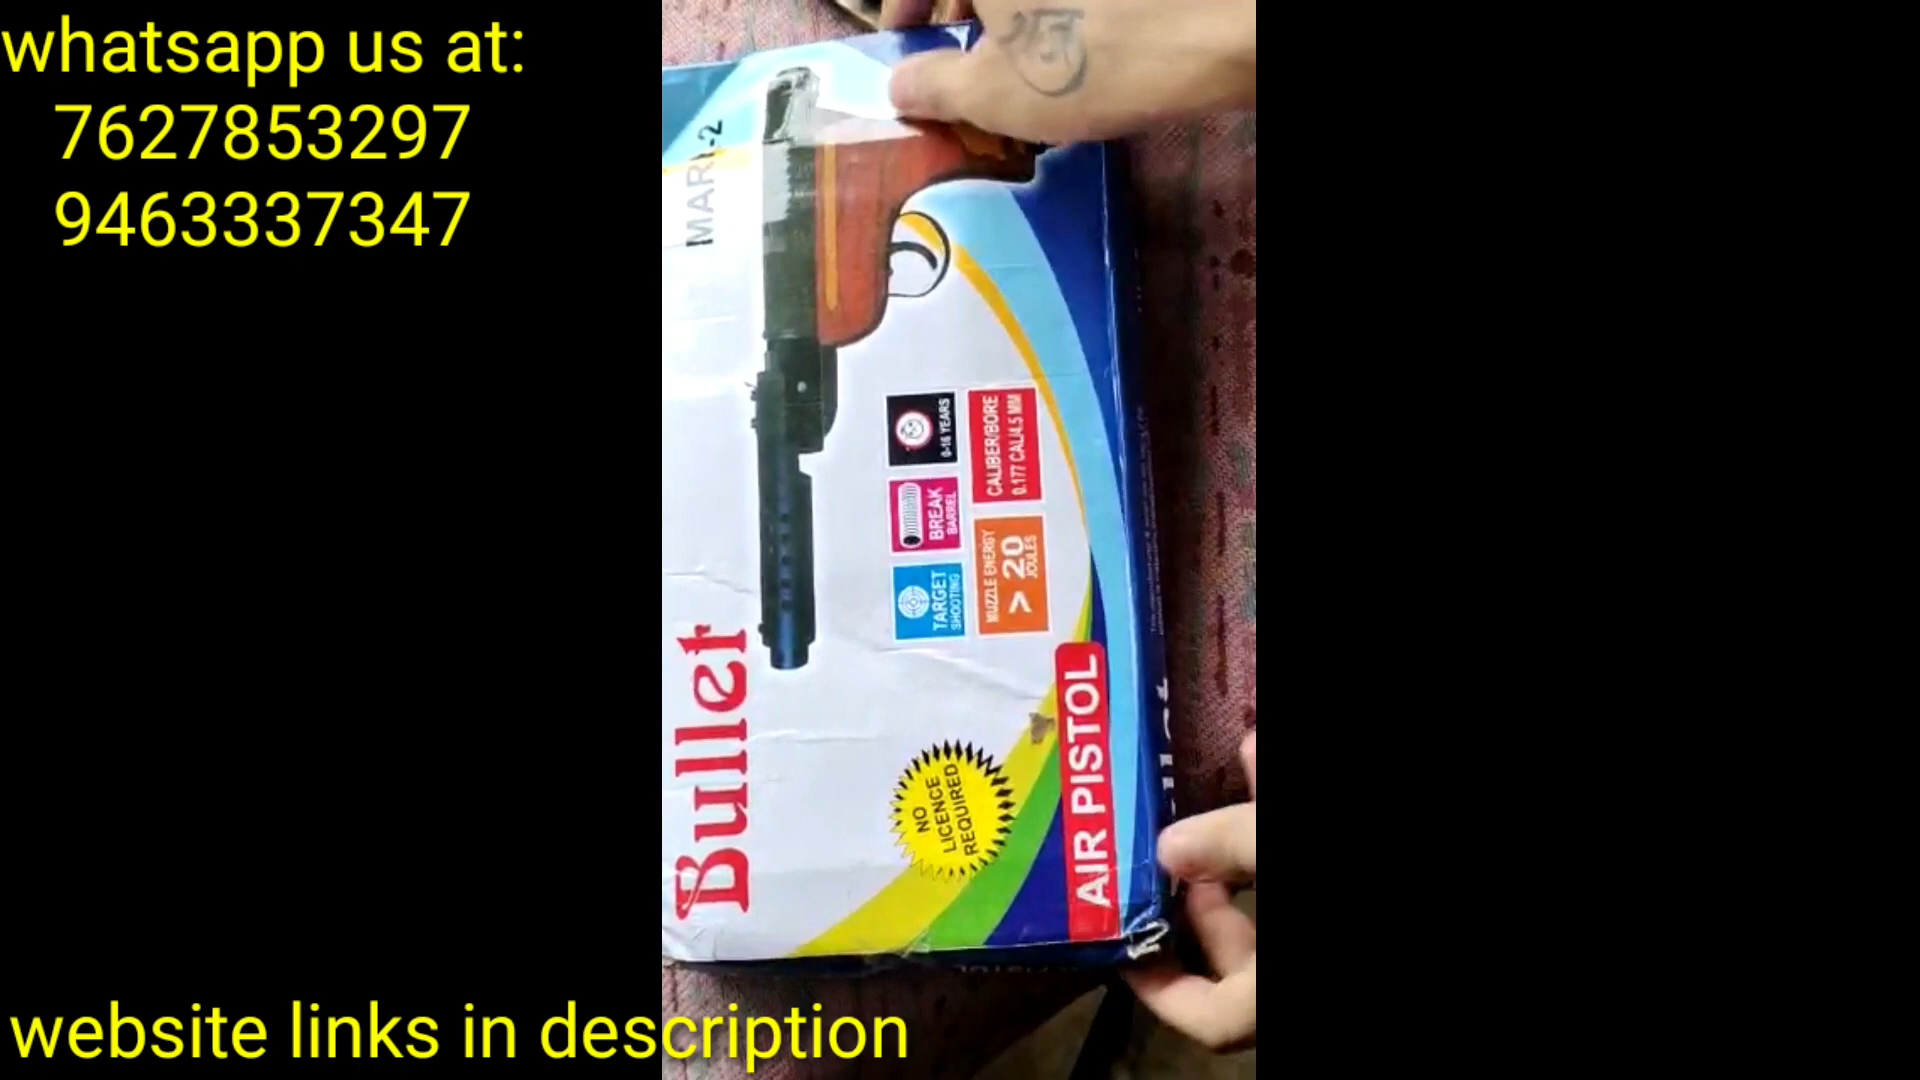 whatsapp us at:
7627853297
9463337347
MARK-2
Bullet
0-16 YEARS
BREAK
BARREL
TARGET
SHOOTING
CALIBER/BORE
0.177 CAL/4.5 MM
MUZZLE ENERGY
> 20
JOULES
NO
LICENCE
REQUIRED
AIR PISTOL
website links in description